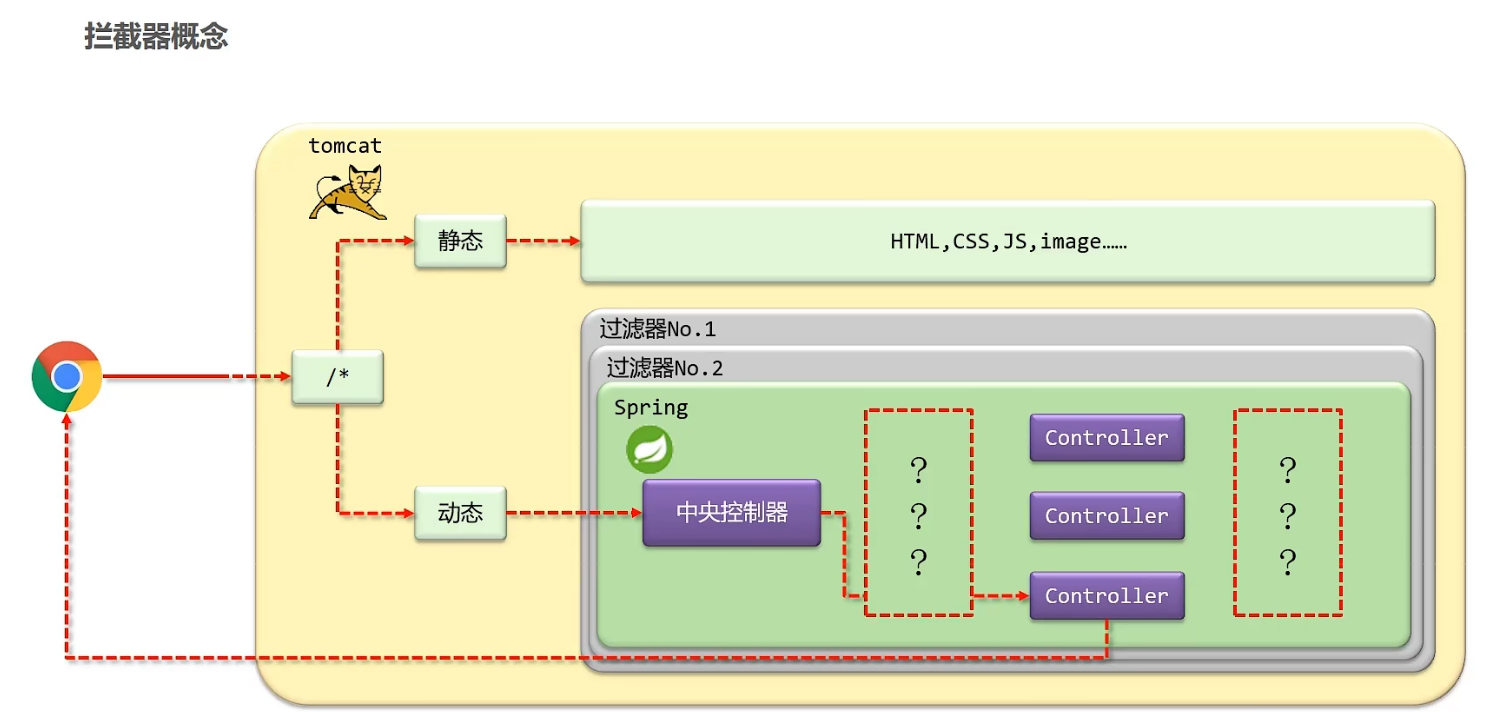 拦截器概念
tomcat
静态
HTML,CSS,JS,image……
/*
过滤器No.1
过滤器No.2
Spring
动态
中央控制器
?
?
?
Controller
Controller
Controller
?
?
?